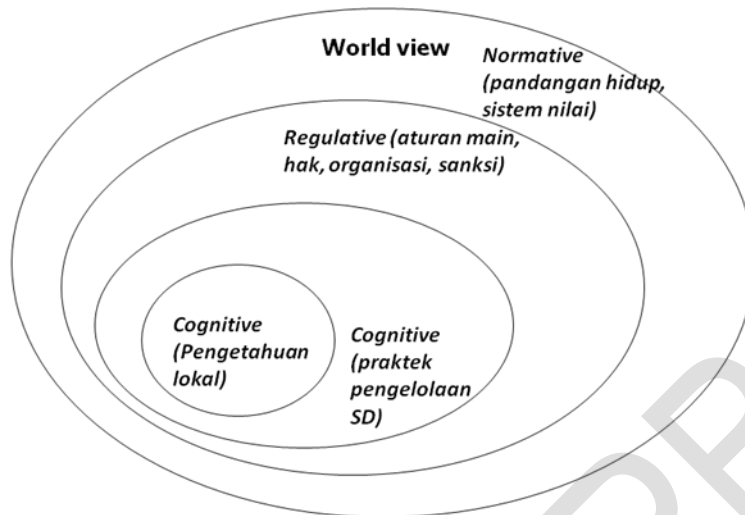 World view
Normative
(pandangan hidup,
sistem nilai)
Regulative (aturan main,
hak, organisasi, sanksi)
Cognitive
(Pengetahuan
lokal)
Cognitive
(praktek
pengelolaan
SD)